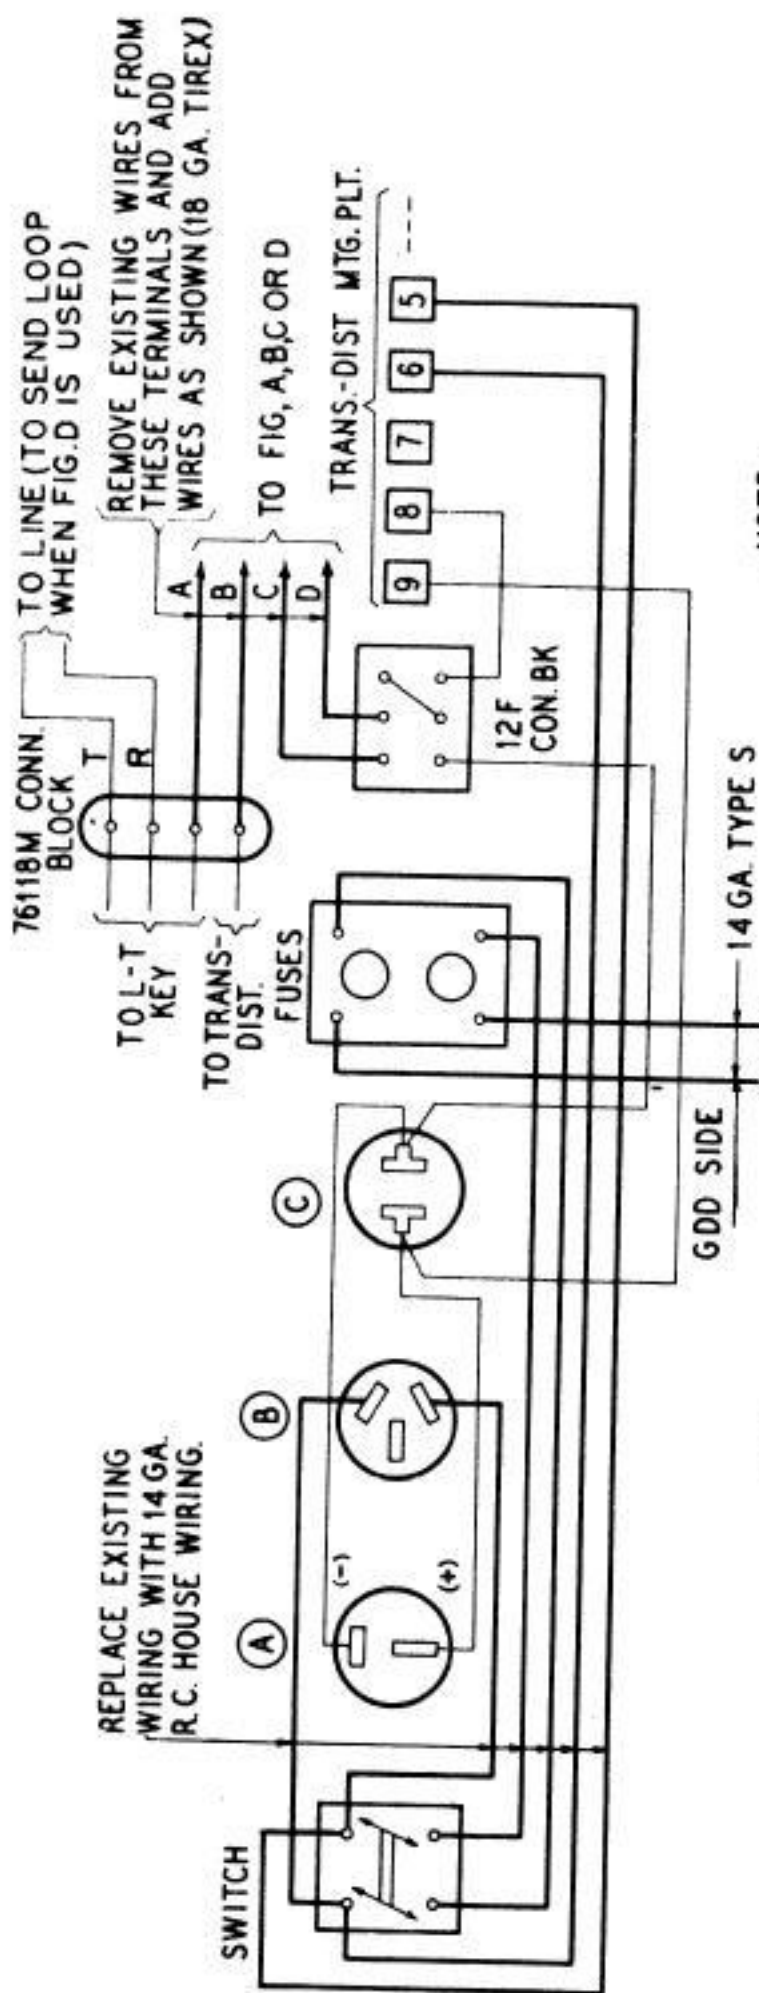 76118M CONN.
BLOCK
TO LINE (TO SEND LOOP
WHEN FIG.D IS USED)
REMOVE EXISTING WIRES FROM
THESE TERMINALS AND ADD
WIRES AS SHOWN (18 GA. TIREX)
T
R
A
B
C
D
TO L-T
KEY
TO TRANS-
DIST.
TO FIG, A,B,C OR D
FUSES
12F
CON. BK
TRANS.-DIST MTG. PLT.
9
8
7
6
5
REPLACE EXISTING
WIRING WITH 14 GA.
R.C. HOUSE WIRING.
SWITCH
A
B
C
(-)
(+)
GDD SIDE
14 GA. TYPE S